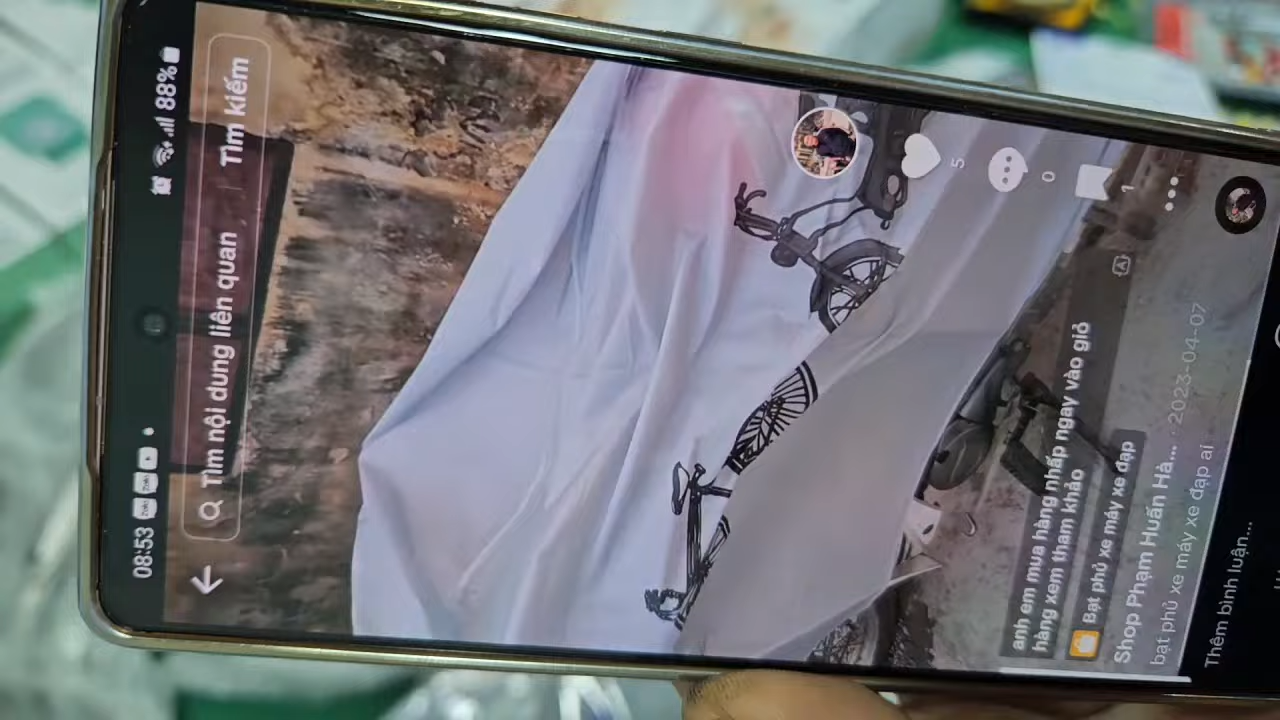 08:53
Zalo Zalo
88%
Tìm nội dung liên quan
Tìm kiếm
5
0
1
anh em mua hàng nhấp ngay vào giỏ
hàng xem tham khảo
Bạt phủ xe máy xe đạp
Shop Phạm Huấn Hà... · 2023-04-07
bạt phủ xe máy xe đạp ai
Thêm bình luận...